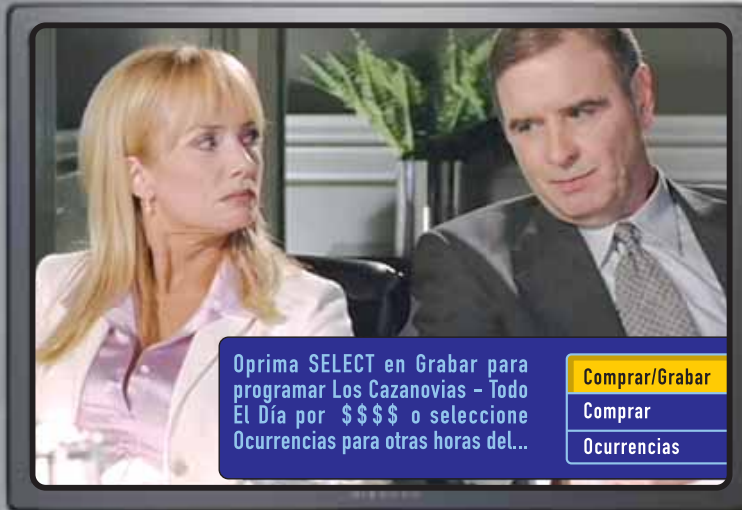 Oprima SELECT en Grabar para
programar Los Cazanovias – Todo
El Día por $$$$ o seleccione
Ocurrencias para otras horas del...
Comprar/Grabar
Comprar
Ocurrencias